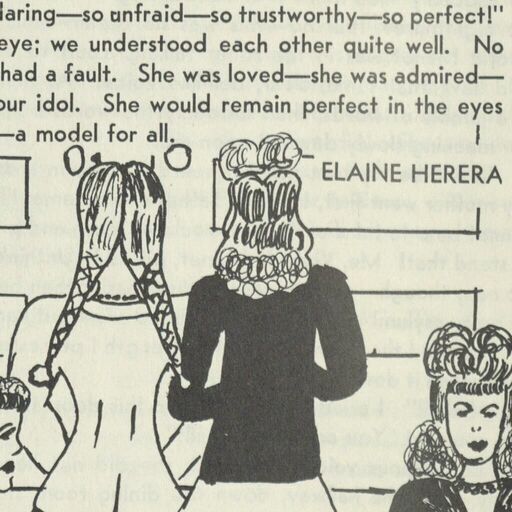 daring—so unfraid—so trustworthy—so perfect!"
eye; we understood each other quite well. No
had a fault. She was loved—she was admired—
our idol. She would remain perfect in the eyes
—a model for all.
ELAINE HERERA